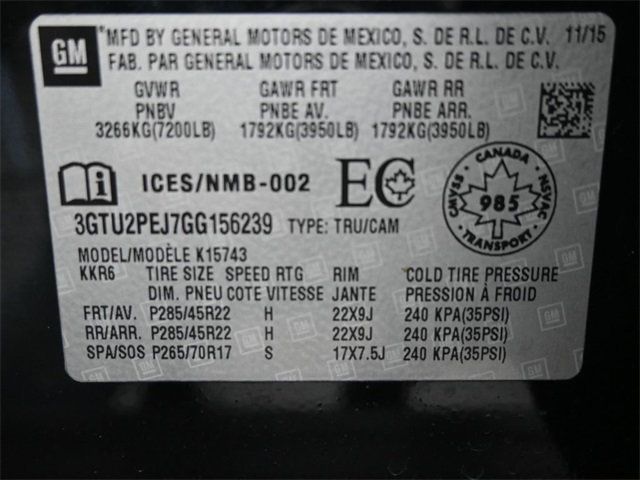 GM
MFD BY GENERAL MOTORS DE MEXICO, S. DE R.L. DE C.V. 11/15
FAB. PAR GENERAL MOTORS DE MEXICO, S. DE R.L. DE C.V.
GVWR GAWR FRT GAWR RR
PNBV PNBE AV. PNBE ARR.
3266KG(7200LB) 1792KG(3950LB) 1792KG(3950LB)
i ICES/NMB-002 EC
CANADA
CMVSS 985 NSVAC
TRANSPORT
3GTU2PEJ7GG156239 TYPE: TRU/CAM
MODEL/MODÈLE K15743
KKR6 TIRE SIZE SPEED RTG RIM COLD TIRE PRESSURE
DIM. PNEU COTE VITESSE JANTE PRESSION À FROID
FRT/AV. P285/45R22 H 22X9J 240 KPA(35PSI)
RR/ARR. P285/45R22 H 22X9J 240 KPA(35PSI)
SPA/SOS P265/70R17 S 17X7.5J 240 KPA(35PSI)